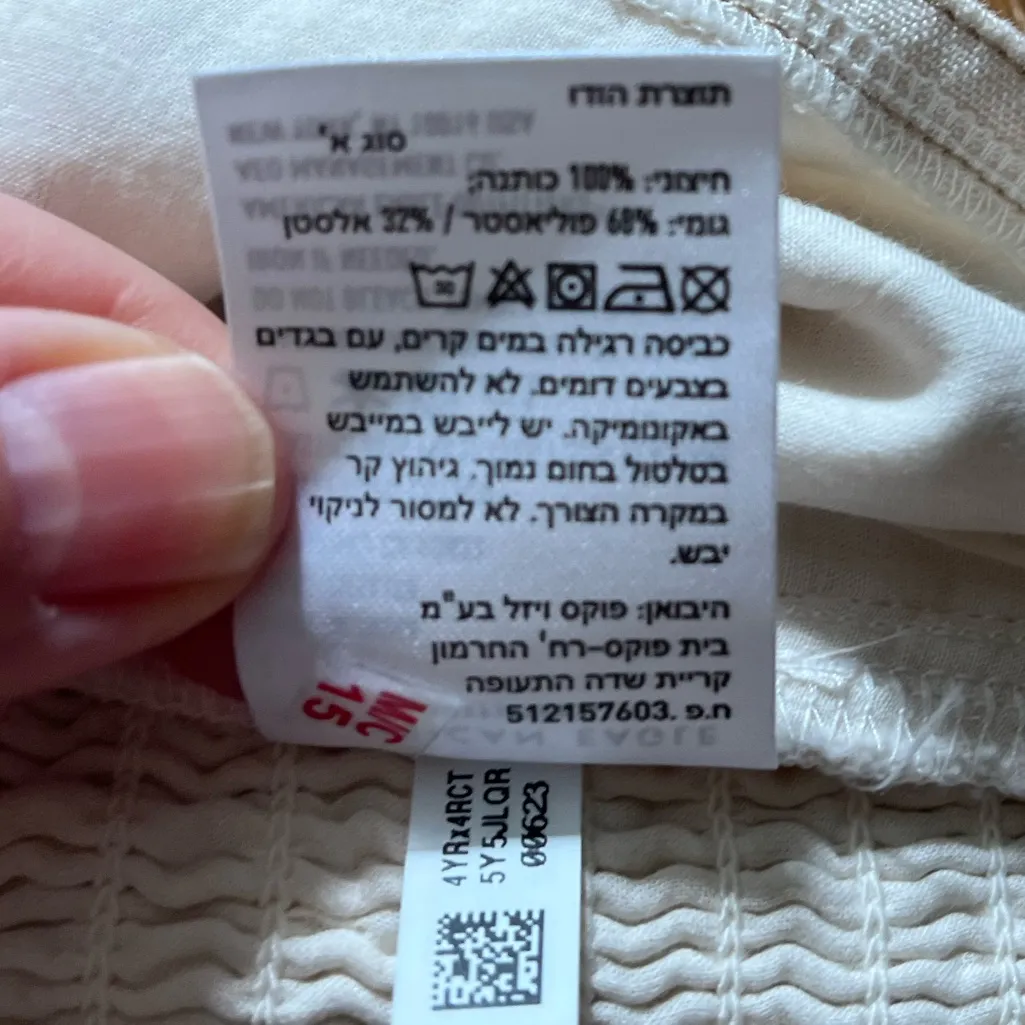 תוצרת הודו
סוג א'
חיצוני: 100% כותנה;
גומי: 68% פוליאסטר / 32% אלסטן
30
כביסה רגילה במים קרים, עם בגדים
בצבעים דומים. לא להשתמש
באקונומיקה. יש לייבש במייבש
בסלטול בחום נמוך. גיהוץ קר
במקרה הצורך. לא למסור לניקוי
יבש.
היבואן: פוקס ויזל בע"מ
בית פוקס-רח' החרמון
קריית שדה התעופה
ח.פ. 512157603
M/C
15
4YRx4RCT
5Y5JLQR
00623